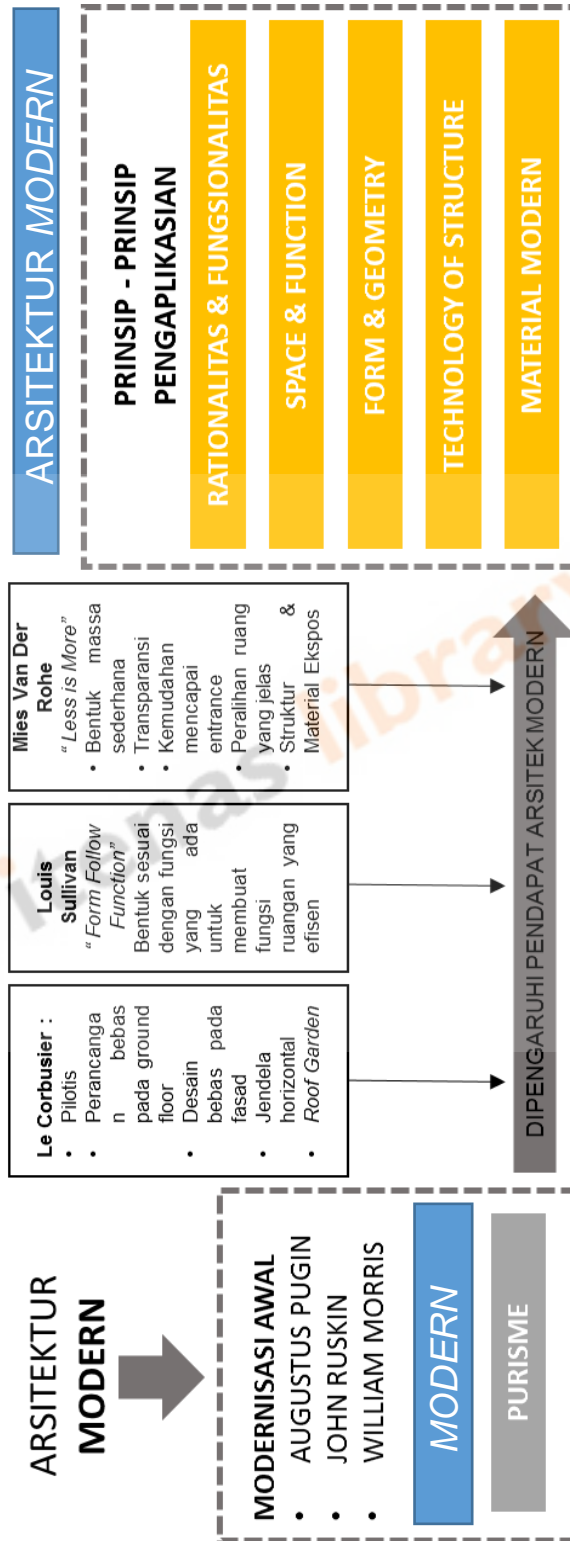 ARSITEKTUR
MODERN
MODERNISASI AWAL
• AUGUSTUS PUGIN
• JOHN RUSKIN
• WILLIAM MORRIS
MODERN
PURISME
Le Corbusier :
• Pilotis
• Perancanga
n bebas
pada ground
floor
• Desain
bebas pada
fasad
• Jendela
horizontal
• Roof Garden
Louis
Sullivan
“ Form Follow
Function”
Bentuk sesuai
dengan fungsi
yang ada
untuk
membuat
fungsi
ruangan yang
efisen
Mies Van Der
Rohe
“ Less is More”
• Bentuk massa
sederhana
• Transparansi
• Kemudahan
mencapai
entrance
• Peralihan ruang
yang jelas
• Struktur &
Material Ekspos
DIPENGARUHI PENDAPAT ARSITEK MODERN
ARSITEKTUR MODERN
PRINSIP - PRINSIP
PENGAPLIKASIAN
RATIONALITAS & FUNGSIONALITAS
SPACE & FUNCTION
FORM & GEOMETRY
TECHNOLOGY OF STRUCTURE
MATERIAL MODERN
itenas library